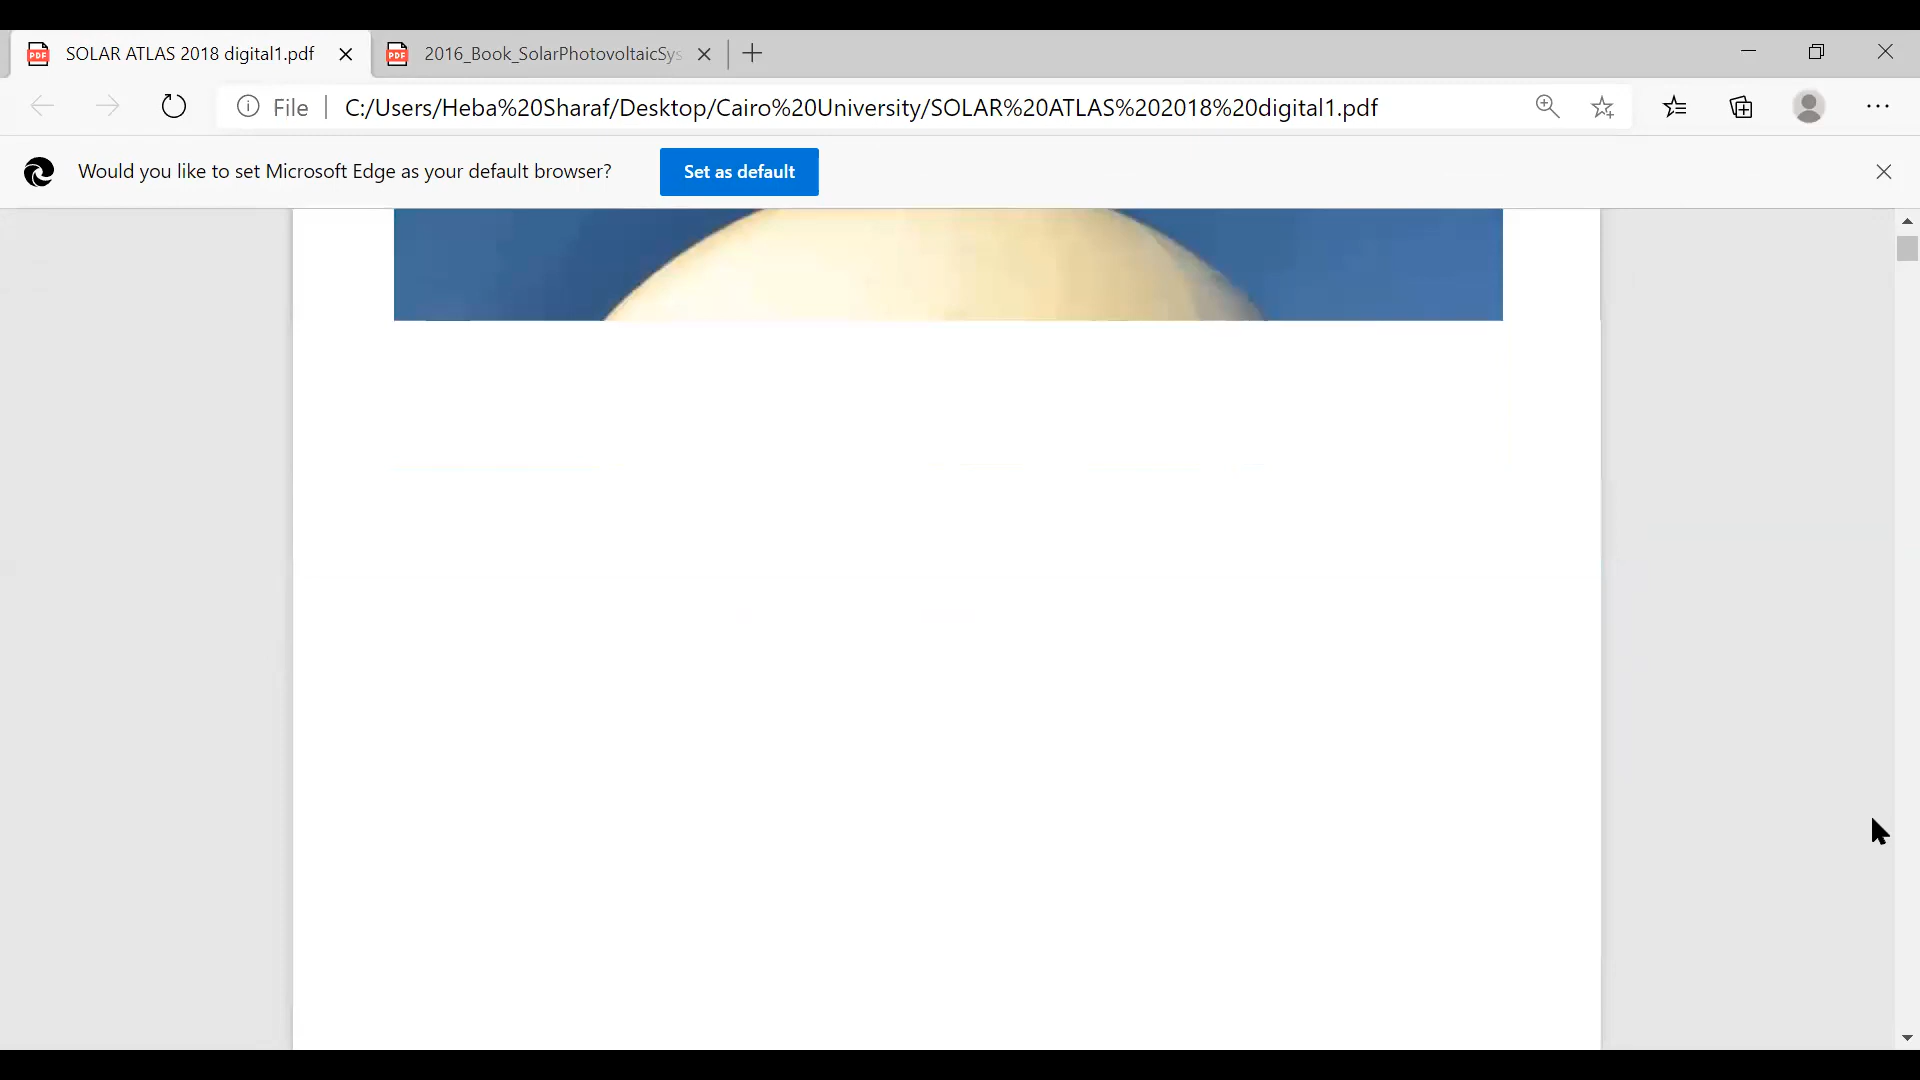 SOLAR ATLAS 2018 digital1.pdf
2016_Book_SolarPhotovoltaicSys
File
C:/Users/Heba%20Sharaf/Desktop/Cairo%20University/SOLAR%20ATLAS%202018%20digital1.pdf
Would you like to set Microsoft Edge as your default browser?
Set as default